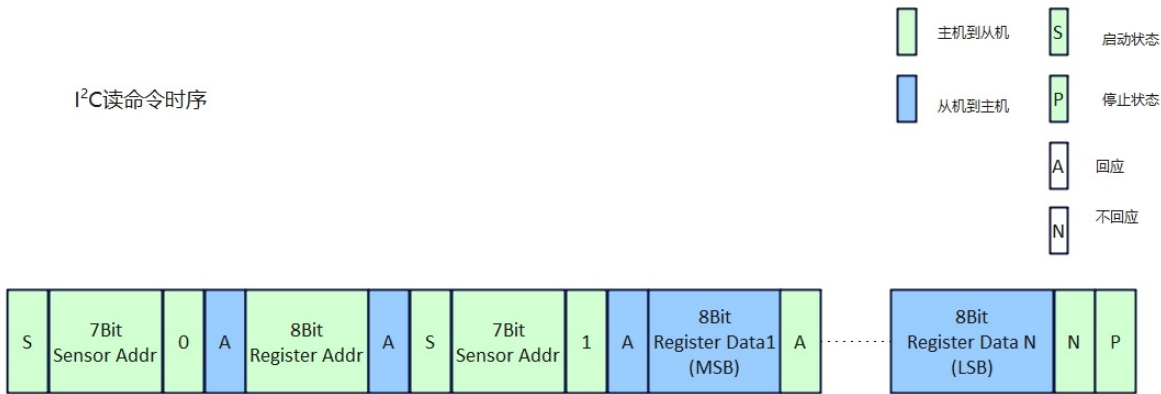 主机到从机
S
启动状态
I²C读命令时序
从机到主机
P
停止状态
A
回应
N
不回应
S
7Bit
Sensor Addr
0
A
8Bit
Register Addr
A
S
7Bit
Sensor Addr
1
A
8Bit
Register Data1
(MSB)
A
8Bit
Register Data N
(LSB)
N
P